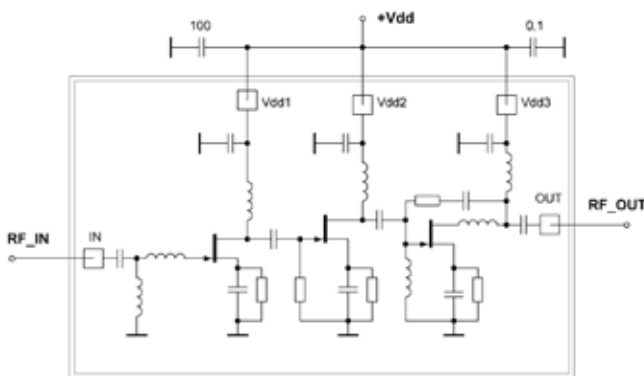 +Vdd
100
0,1
Vdd1
Vdd2
Vdd3
IN
OUT
RF_IN
RF_OUT